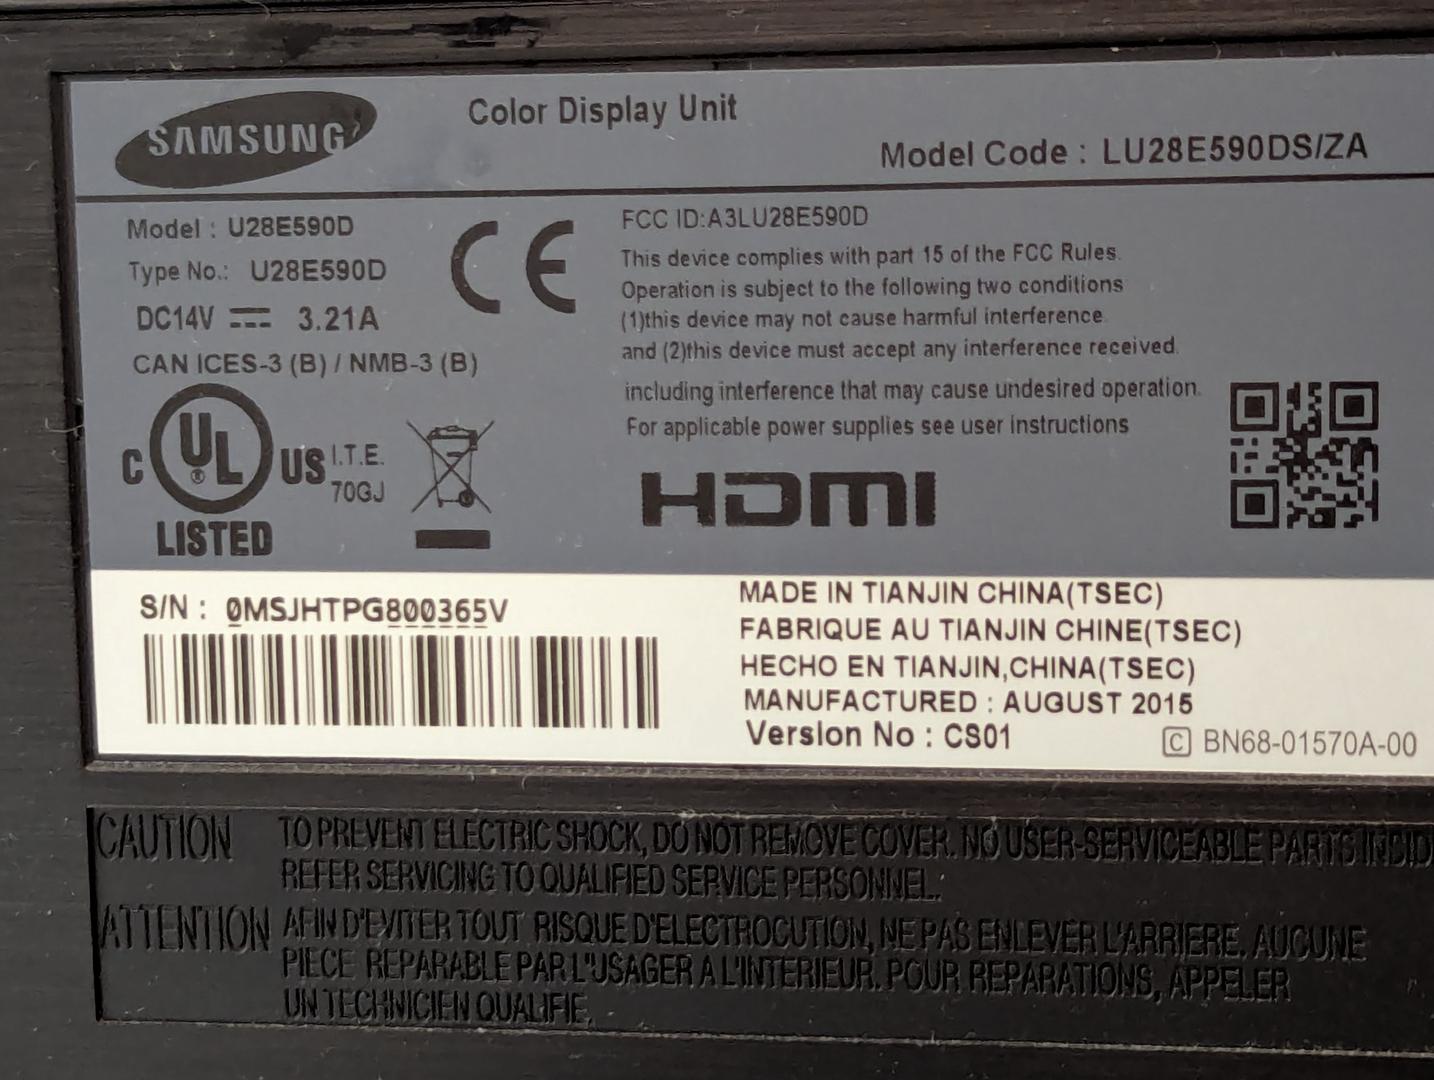 SAMSUNG
Color Display Unit
Model Code : LU28E590DS/ZA
Model : U28E590D
Type No.: U28E590D
DC14V ⎓ 3.21A
CAN ICES-3 (B) / NMB-3 (B)
C UL ® US LISTED
I.T.E.
70GJ
CE
FCC ID:A3LU28E590D
This device complies with part 15 of the FCC Rules.
Operation is subject to the following two conditions
(1)this device may not cause harmful interference
and (2)this device must accept any interference received.
including interference that may cause undesired operation.
For applicable power supplies see user instructions
HDMI
S/N : 0MSJHTPG800365V
MADE IN TIANJIN CHINA(TSEC)
FABRIQUE AU TIANJIN CHINE(TSEC)
HECHO EN TIANJIN,CHINA(TSEC)
MANUFACTURED : AUGUST 2015
Version No : CS01
C BN68-01570A-00
CAUTION TO PREVENT ELECTRIC SHOCK, DO NOT REMOVE COVER. NO USER-SERVICEABLE PARTS INSID
REFER SERVICING TO QUALIFIED SERVICE PERSONNEL.
ATTENTION AFIN D'EVITER TOUT RISQUE D'ELECTROCUTION, NE PAS ENLEVER L'ARRIERE. AUCUNE
PIECE REPARABLE PAR L'USAGER A L'INTERIEUR. POUR REPARATIONS, APPELER
UN TECHNICIEN QUALIFIE.